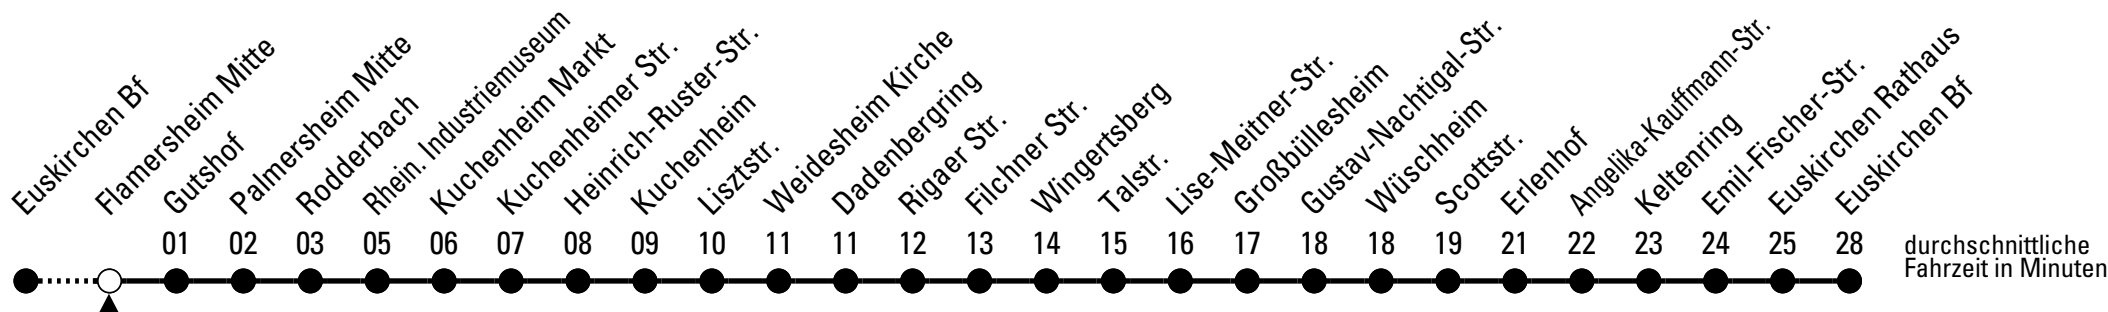 Euskirchen Bf
Flamersheim Mitte
Gutshof
Palmersheim Mitte
Rodderbach
Rhein. Industriemuseum
Kuchenheim Markt
Kuchenheimer Str.
Heinrich-Ruster-Str.
Kuchenheim
Lisztstr.
Weidesheim Kirche
Dadenbergring
Rigaer Str.
Filchner Str.
Wingertsberg
Talstr.
Lise-Meitner-Str.
Großbüllesheim
Gustav-Nachtigal-Str.
Wüschheim
Scottstr.
Erlenhof
Angelika-Kauffmann-Str.
Keltenring
Emil-Fischer-Str.
Euskirchen Rathaus
Euskirchen Bf
01 02 03 05 06 07 08 09 10 11 11 12 13 14 15 16 17 18 18 19 21 22 23 24 25 28
durchschnittliche
Fahrzeit in Minuten